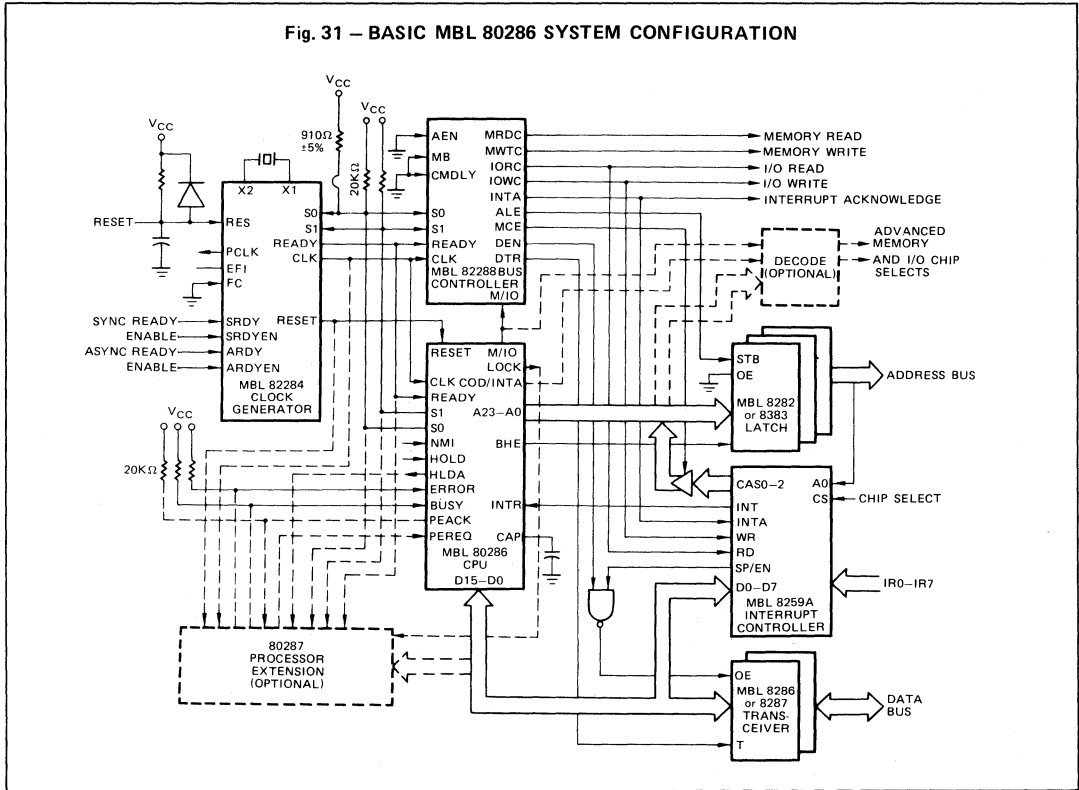 Fig. 31 – BASIC MBL 80286 SYSTEM CONFIGURATION
VCC
VCC
VCC
910Ω
±5%
20KΩ
X2 X1
RESET
RES
PCLK
EFI
FC
S0
S1
READY
CLK
SYNC READY
ENABLE
ASYNC READY
ENABLE
SRDY
SRDYEN
ARDY
ARDYEN
RESET
MBL 82284
CLOCK
GENERATOR
AEN
MB
CMDLY
S0
S1
READY
CLK
MRDC
MWTC
IORC
IOWC
INTA
ALE
MCE
DEN
DTR
MBL 82288 BUS
CONTROLLER
M/IO
MEMORY READ
MEMORY WRITE
I/O READ
I/O WRITE
INTERRUPT ACKNOWLEDGE
DECODE
(OPTIONAL)
ADVANCED
MEMORY
AND I/O CHIP
SELECTS
RESET M/IO
LOCK
CLK COD/INTA
READY
S1 A23–A0
S0
NMI BHE
HOLD
HLDA
ERROR
BUSY INTR
PEACK
PEREQ CAP
MBL 80286
CPU
D15–D0
VCC
20KΩ
STB
OE
MBL 8282
or 8383
LATCH
ADDRESS BUS
CAS0–2 A0
CS
CHIP SELECT
INT
INTA
WR
RD
SP/EN
D0–D7
MBL 8259A
INTERRUPT
CONTROLLER
IR0–IR7
80287
PROCESSOR
EXTENSION
(OPTIONAL)
OE
MBL 8286
or 8287
TRANS-
CEIVER
T
DATA
BUS